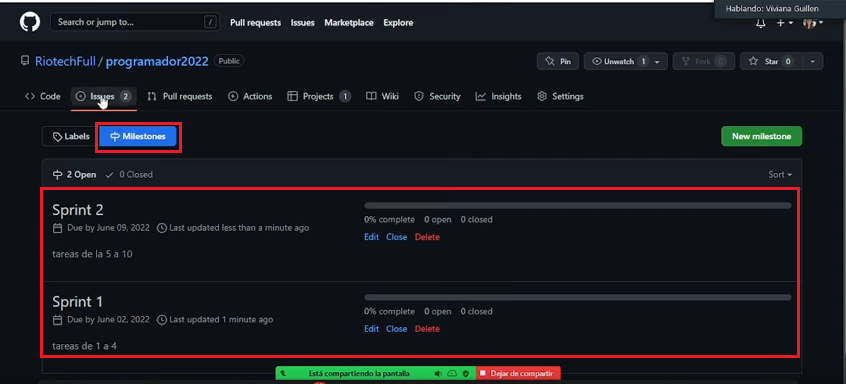 Hablando: Viviana Guillen
Search or jump to... /
Pull requests Issues Marketplace Explore
RiotechFull / programador2022 Public
Pin Unwatch 1 Fork 0 Star 0
Code Issues 2 Pull requests Actions Projects 1 Wiki Security Insights Settings
Labels Milestones New milestone
2 Open 0 Closed Sort
Sprint 2
Due by June 09, 2022 Last updated less than a minute ago
tareas de la 5 a 10
0% complete 0 open 0 closed
Edit Close Delete
Sprint 1
Due by June 02, 2022 Last updated 1 minute ago
tareas de 1 a 4
0% complete 0 open 0 closed
Edit Close Delete
Está compartiendo la pantalla Dejar de compartir